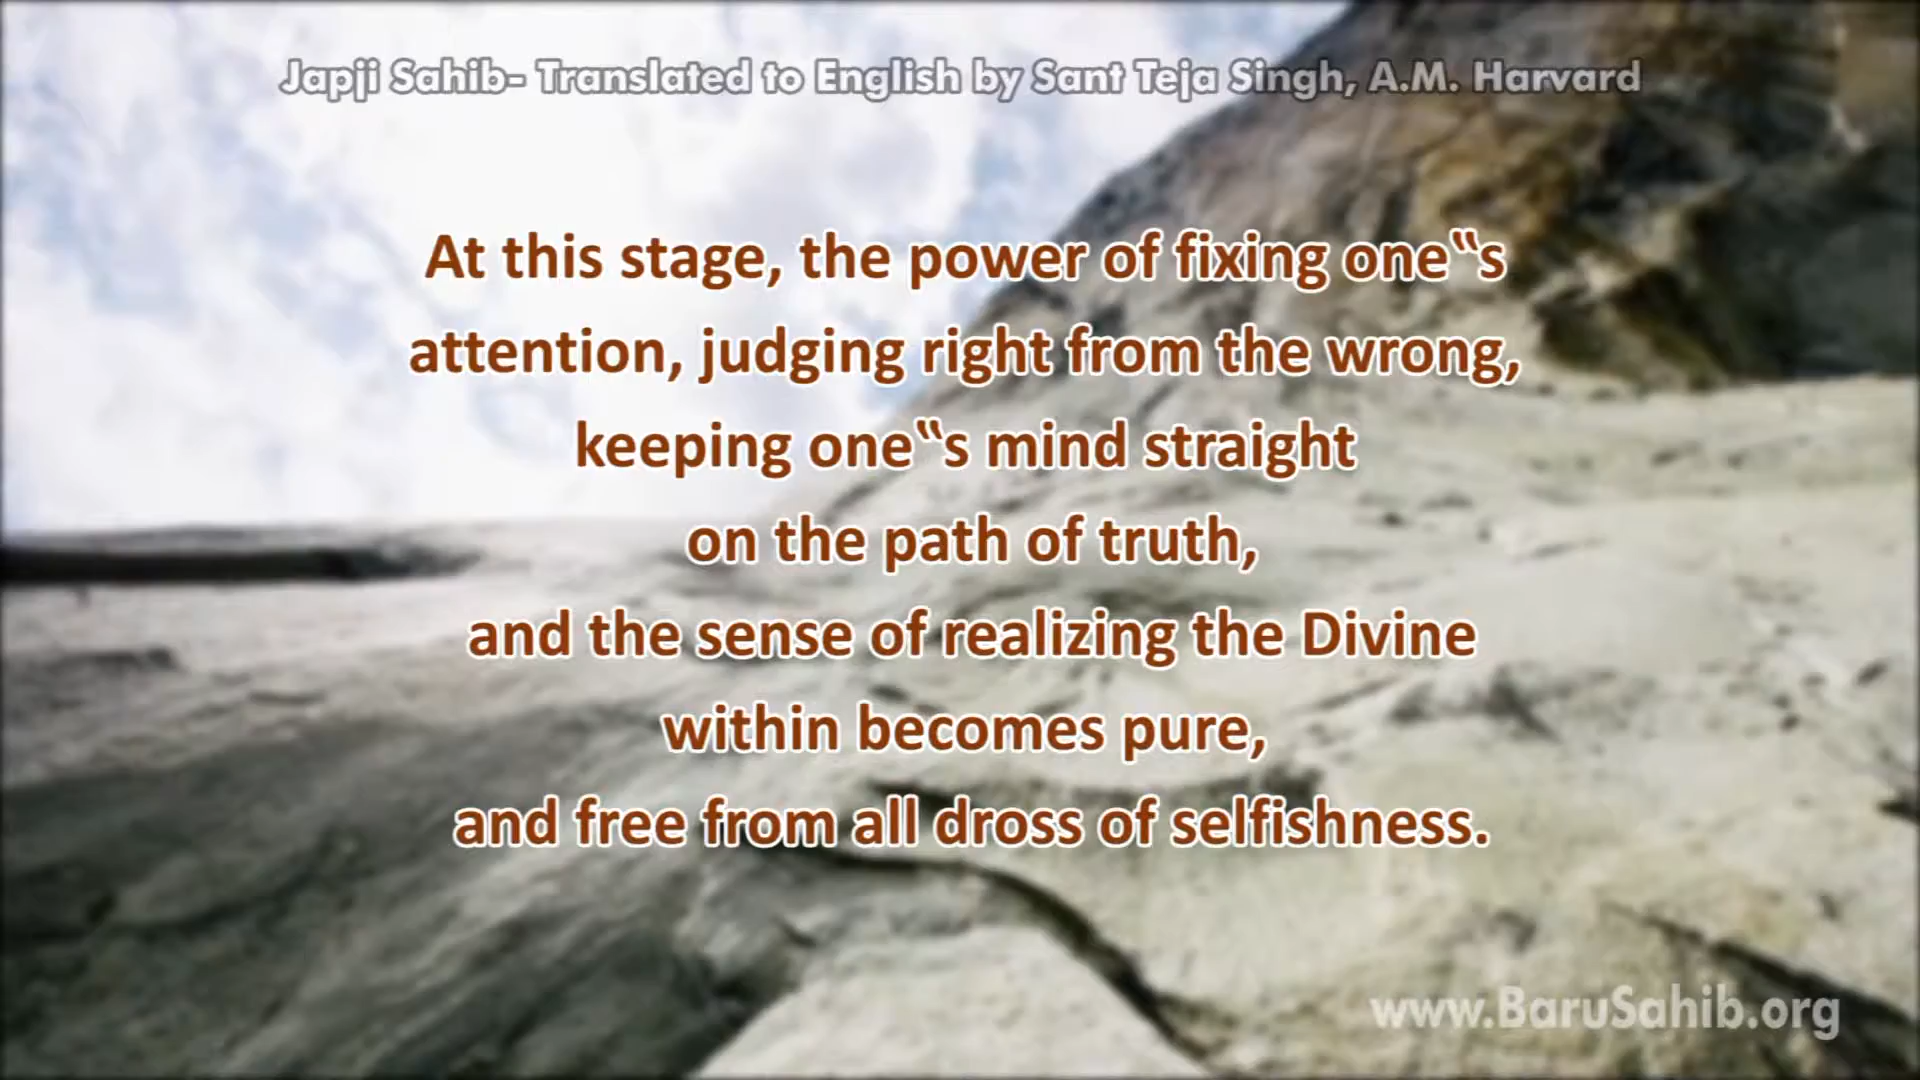 Japji Sahib- Translated to English by Sant Teja Singh, A.M. Harvard
At this stage, the power of fixing one‟s
attention, judging right from the wrong,
keeping one‟s mind straight
on the path of truth,
and the sense of realizing the Divine
within becomes pure,
and free from all dross of selfishness.
www.BaruSahib.org